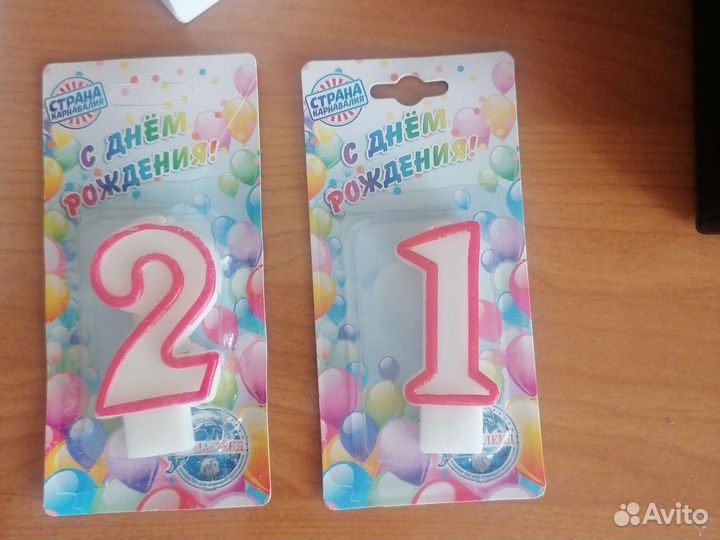 СТРАНА
КАРНАВАЛИЯ
С ДНЁМ
РОЖДЕНИЯ!
2
СТРАНА
КАРНАВАЛИЯ
С ДНЁМ
РОЖДЕНИЯ!
1
Avito